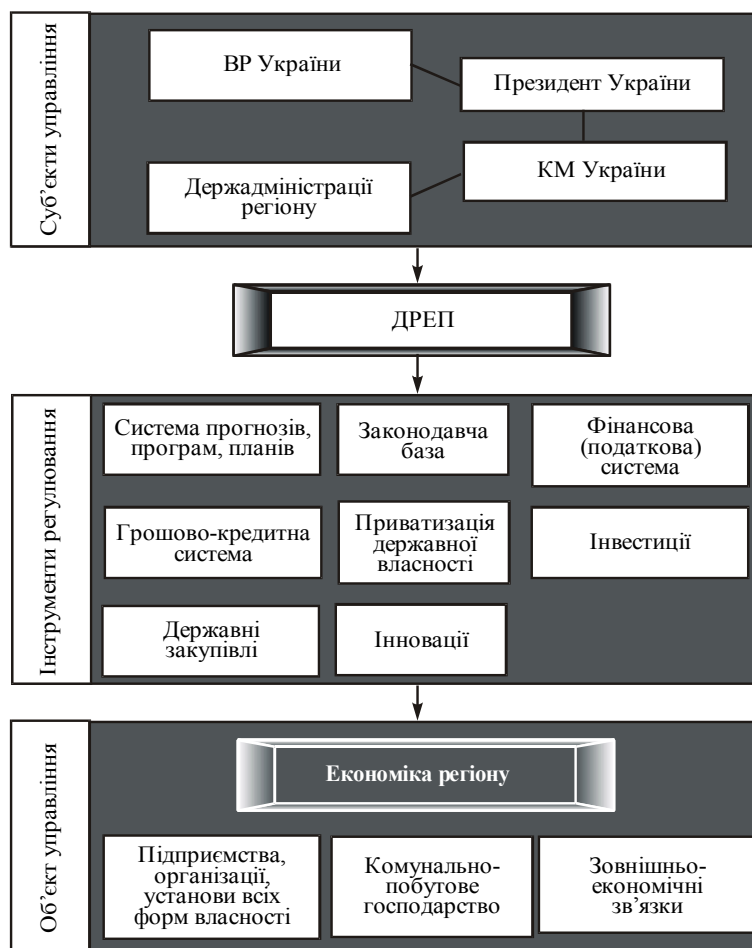 Суб’єкти управління
ВР України
Президент України
КМ України
Держадміністрації
регіону
ДРЕП
Інструменти регулювання
Система прогнозів,
програм, планів
Законодавча
база
Фінансова
(податкова)
система
Грошово-кредитна
система
Приватизація
державної
власності
Інвестиції
Державні
закупівлі
Інновації
Об’єкт управління
Економіка регіону
Підприємства,
організації,
установи всіх
форм власності
Комунально-
побутове
господарство
Зовнішньо-
економічні
зв’язки